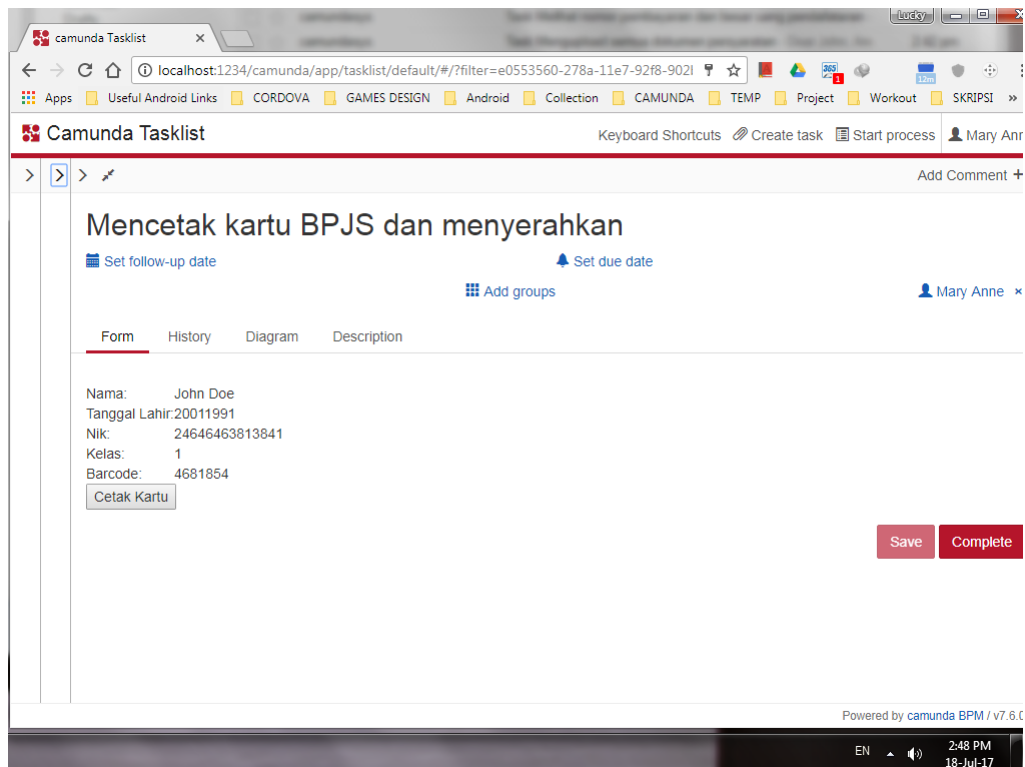 Lucky
camunda Tasklist
localhost:1234/camunda/app/tasklist/default/#/?filter=e0553560-278a-11e7-92f8-902
365
1
12m
Apps Useful Android Links CORDOVA GAMES DESIGN Android Collection CAMUNDA TEMP Project Workout SKRIPSI »
Camunda Tasklist Keyboard Shortcuts Create task Start process Mary Ann
Add Comment +
Mencetak kartu BPJS dan menyerahkan
Set follow-up date Set due date
Add groups Mary Anne ×
Form History Diagram Description
Nama: John Doe
Tanggal Lahir:20011991
Nik: 24646463813841
Kelas: 1
Barcode: 4681854
Cetak Kartu
Save Complete
Powered by camunda BPM / v7.6.0
EN 2:48 PM
18-Jul-17